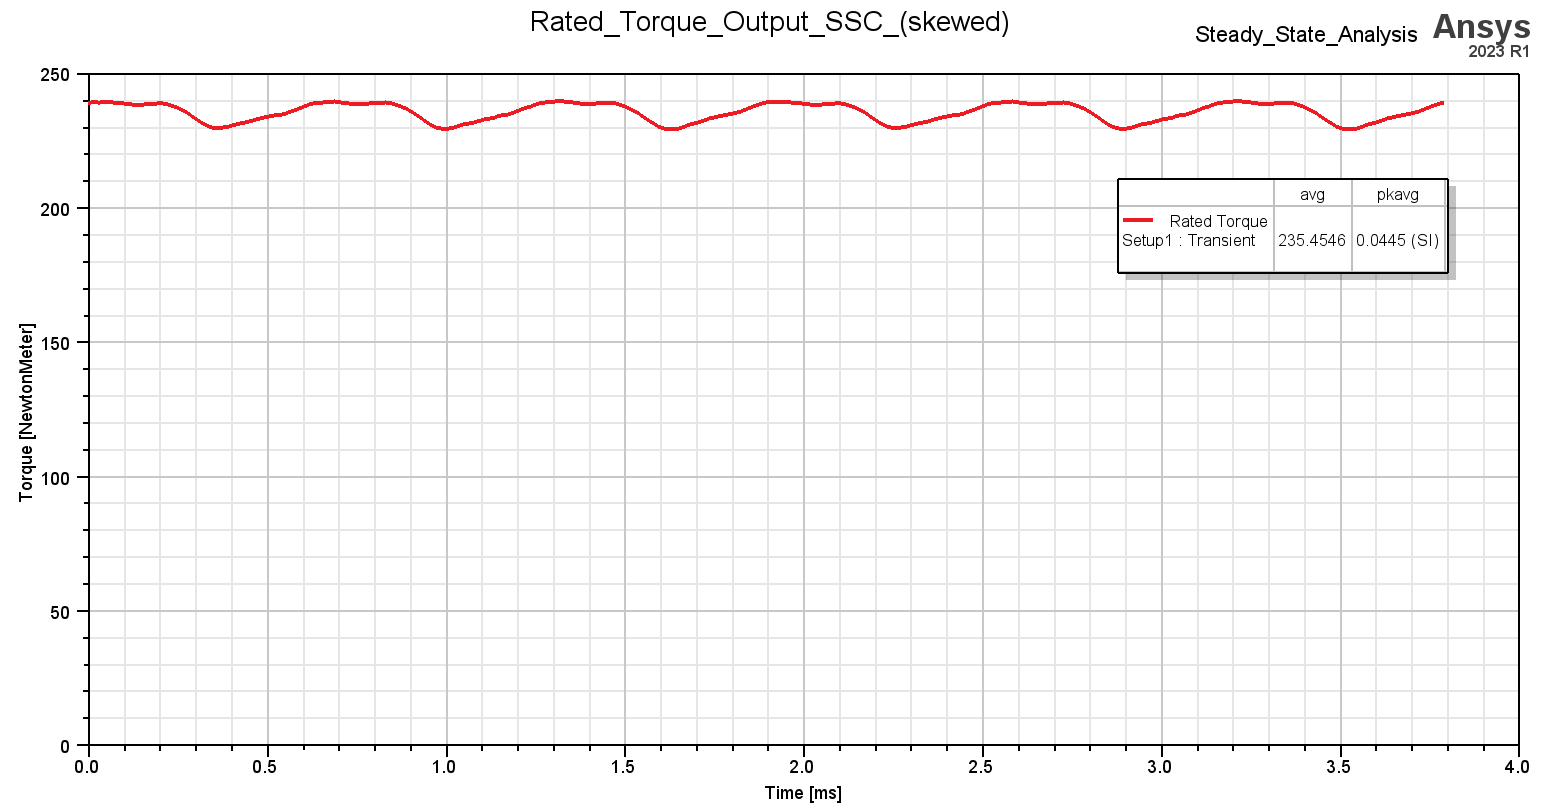 Rated_Torque_Output_SSC_(skewed)
Steady_State_Analysis
Ansys
2023 R1
250
200
150
100
50
0
Torque [NewtonMeter]
avg pkavg
Rated Torque
Setup1 : Transient 235.4546 0.0445 (SI)
0.0 0.5 1.0 1.5 2.0 2.5 3.0 3.5 4.0
Time [ms]